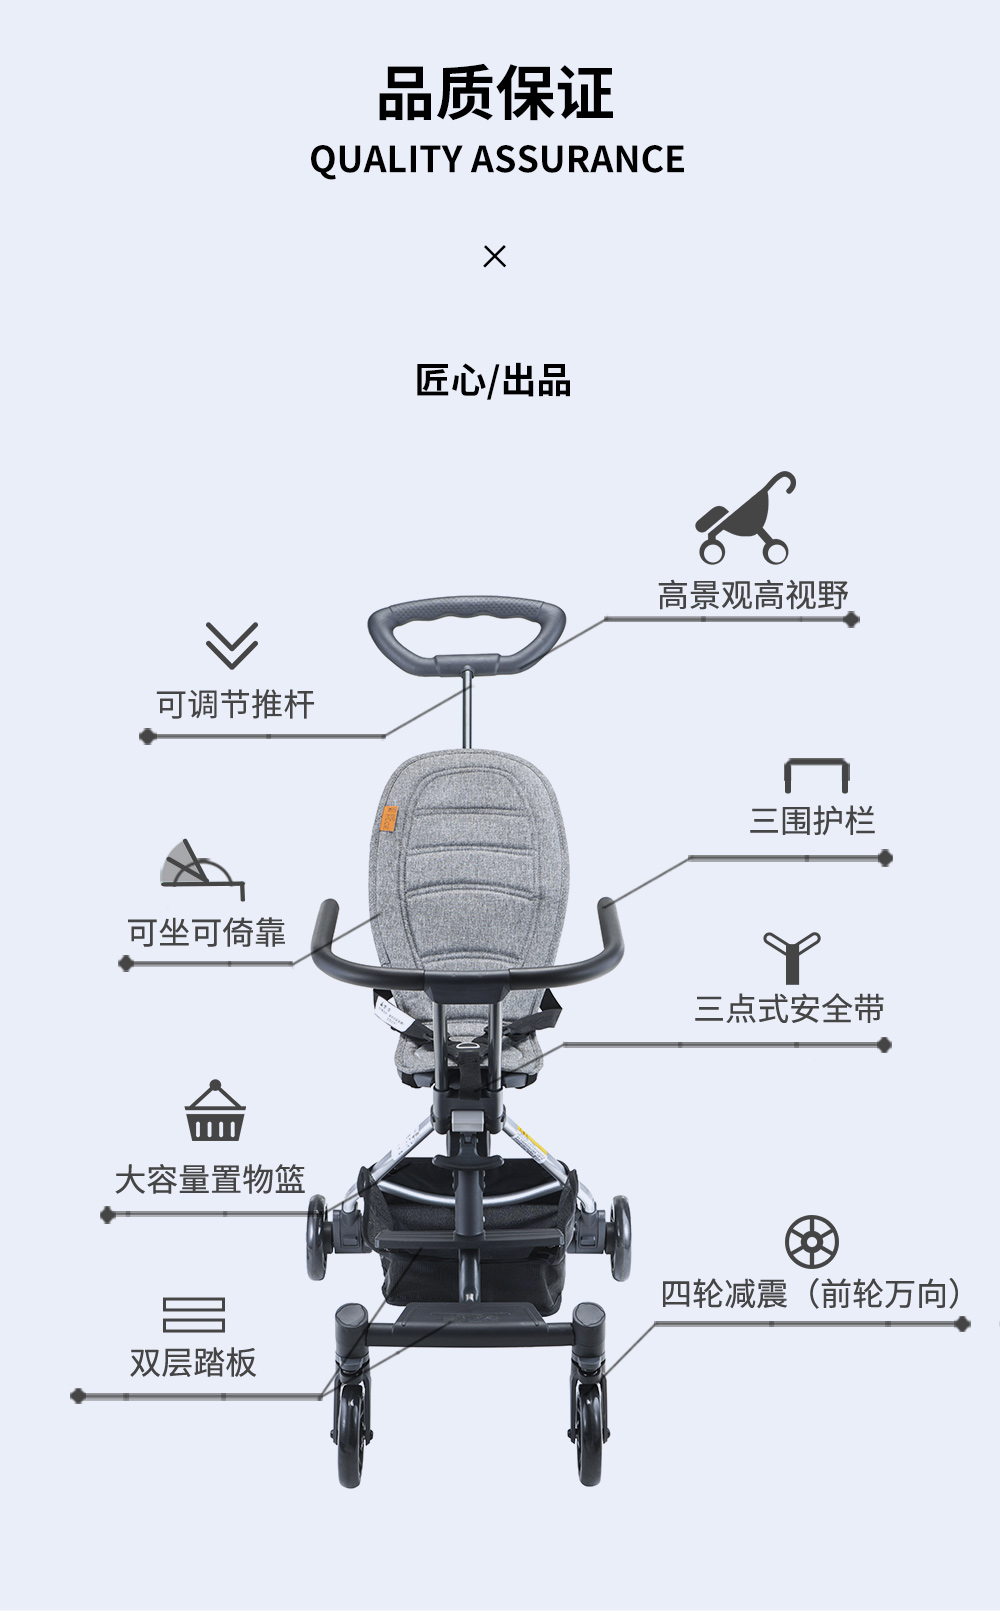 品质保证
QUALITY ASSURANCE
匠心/出品
高景观高视野
可调节推杆
三围护栏
可坐可倚靠
三点式安全带
大容量置物篮
四轮减震（前轮万向）
双层踏板